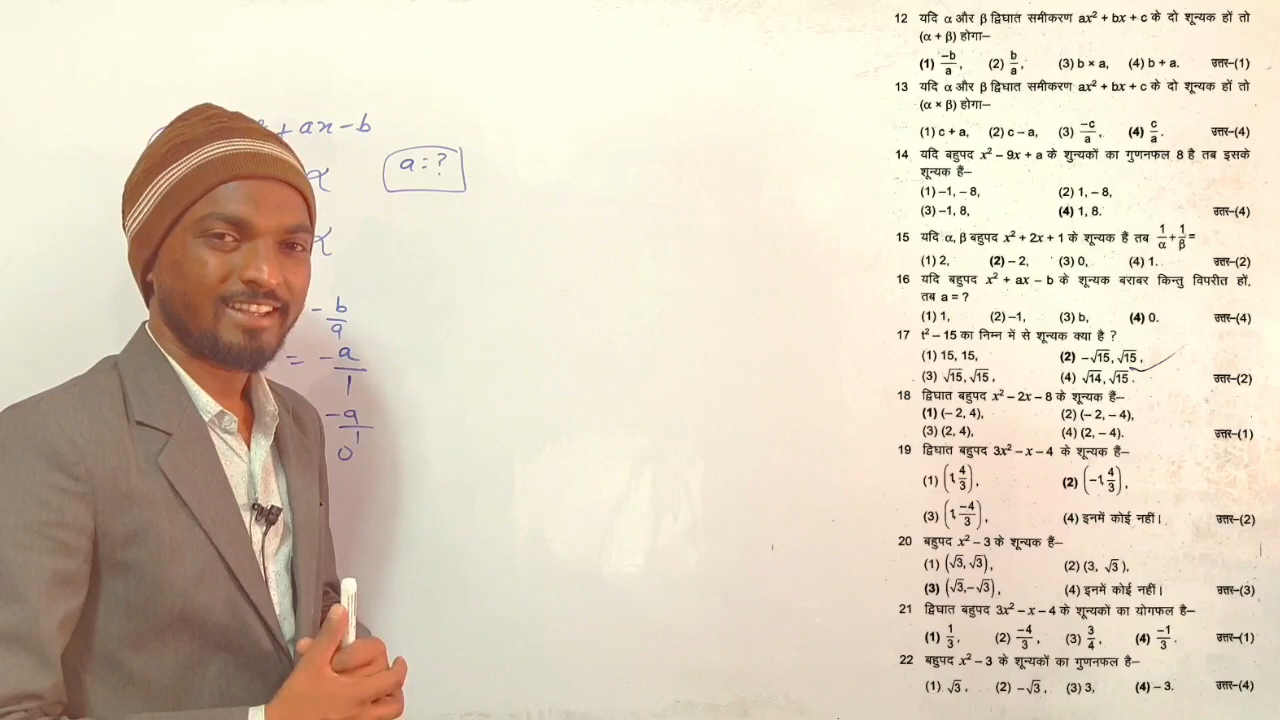 + ax - b
a = ?
α
α
- b/a
= - a/1
- a/1
0
12 यदि α और β द्विघात समीकरण ax² + bx + c के दो शून्यक हों तो
(α + β) होगा–
(1) -b/a, (2) b/a, (3) b × a, (4) b + a. उत्तर–(1)
13 यदि α और β द्विघात समीकरण ax² + bx + c के दो शून्यक हों तो
(α × β) होगा–
(1) c + a, (2) c – a, (3) -c/a, (4) c/a. उत्तर–(4)
14 यदि बहुपद x² – 9x + a के शुन्यकों का गुणनफल 8 है तब इसके
शून्यक हैं–
(1) –1, – 8, (2) 1, – 8,
(3) –1, 8, (4) 1, 8. उत्तर–(4)
15 यदि α, β बहुपद x² + 2x + 1 के शून्यक हैं तब 1/α + 1/β =
(1) 2, (2) – 2, (3) 0, (4) 1. उत्तर–(2)
16 यदि बहुपद x² + ax – b के शून्यक बराबर किन्तु विपरीत हों,
तब a = ?
(1) 1, (2) –1, (3) b, (4) 0. उत्तर–(4)
17 t² – 15 का निम्न में से शून्यक क्या है ?
(1) 15, 15, (2) –√15, √15,
(3) √15, √15, (4) √14, √15. उत्तर–(2)
18 द्विघात बहुपद x² – 2x – 8 के शून्यक हैं–
(1) (– 2, 4), (2) (– 2, – 4),
(3) (2, 4), (4) (2, – 4). उत्तर–(1)
19 द्विघात बहुपद 3x² – x – 4 के शून्यक हैं–
(1) (1, 4/3), (2) (–1, 4/3),
(3) (1, -4/3), (4) इनमें कोई नहीं। उत्तर–(2)
20 बहुपद x² – 3 के शून्यक हैं–
(1) (√3, √3), (2) (3, √3),
(3) (√3, –√3), (4) इनमें कोई नहीं। उत्तर–(3)
21 द्विघात बहुपद 3x² – x – 4 के शून्यकों का योगफल है–
(1) 1/3, (2) -4/3, (3) 3/4, (4) -1/3. उत्तर–(1)
22 बहुपद x² – 3 के शून्यकों का गुणनफल है–
(1) √3, (2) –√3, (3) 3, (4) – 3. उत्तर–(4)